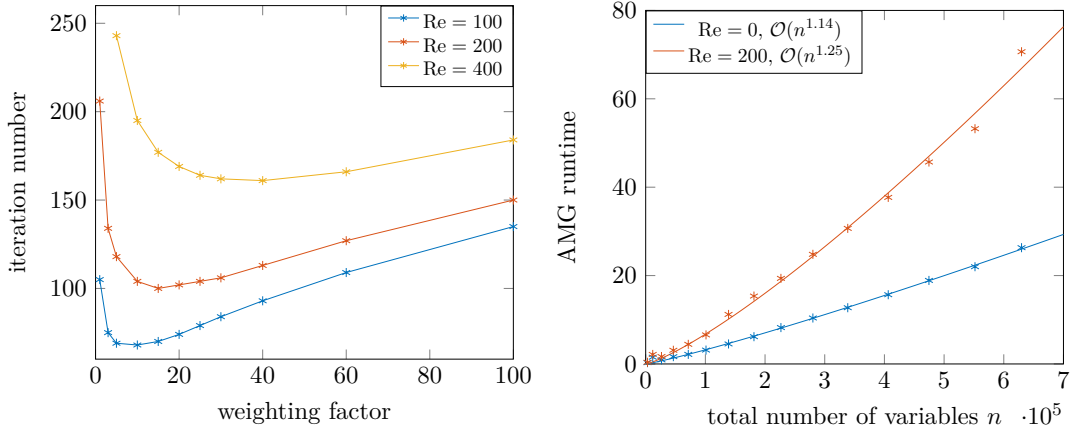 250
200
150
100
0
20
40
60
80
100
weighting factor
iteration number
Re = 100
Re = 200
Re = 400
80
60
40
20
0
0
1
2
3
4
5
6
7
total number of variables n ·10^5
AMG runtime
Re = 0, 𝒪(n^1.14)
Re = 200, 𝒪(n^1.25)